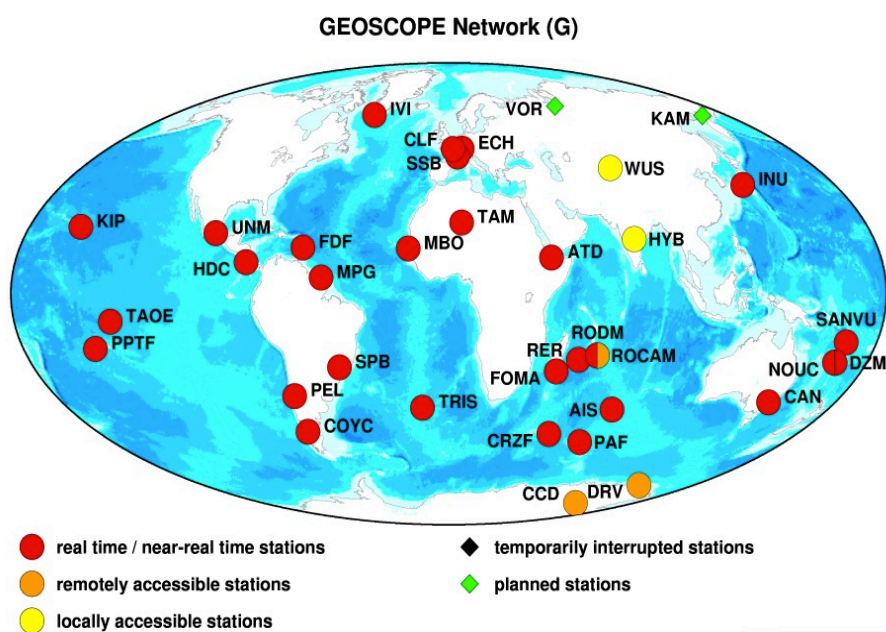 GEOSCOPE Network (G)
IVI
VOR
KAM
CLF
ECH
SSB
WUS
INU
KIP
UNM
FDF
MBO
TAM
HYB
HDC
MPG
ATD
TAOE
PPTF
SANVU
RODM
RER
ROCAM
SPB
FOMA
NOUC
DZM
PEL
TRIS
AIS
CAN
COYC
CRZF
PAF
CCD
DRV
real time / near-real time stations
temporarily interrupted stations
remotely accessible stations
planned stations
locally accessible stations